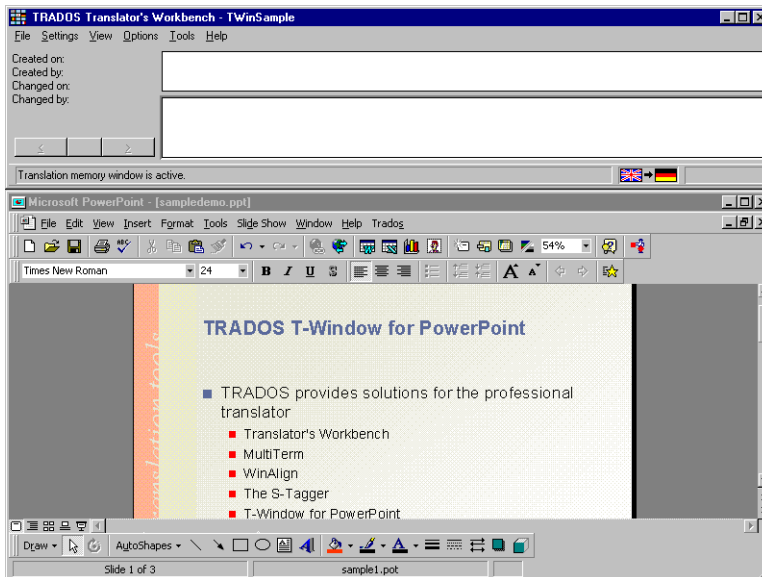 TRADOS Translator's Workbench - TWinSample
File Settings View Options Tools Help
Created on:
Created by:
Changed on:
Changed by:
< >
Translation memory window is active.
Microsoft PowerPoint - [sampledemo.ppt]
File Edit View Insert Format Tools Slide Show Window Help Trados
ABC 54%
Times New Roman 24 B I U S A A
TRADOS T-Window for PowerPoint
TRADOS provides solutions for the professional
translator
Translator's Workbench
MultiTerm
WinAlign
The S-Tagger
T-Window for PowerPoint
Draw AutoShapes A A
Slide 1 of 3 sample1.pot